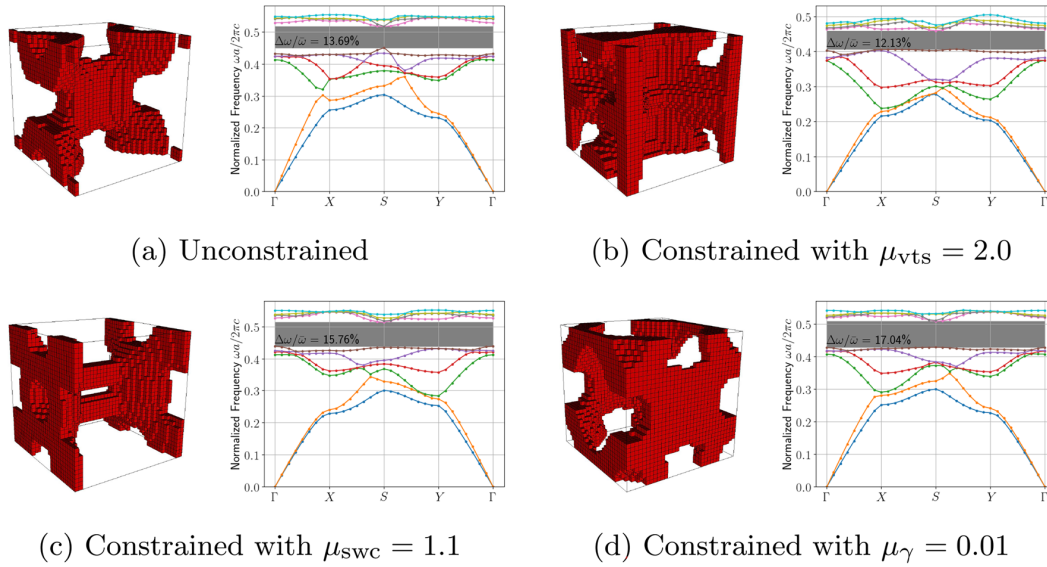 Normalized Frequency ωa/2πc
0.5
0.4
0.3
0.2
0.1
0.0
Δω/ω̄ = 13.69%
Γ X S Y Γ
(a) Unconstrained
Normalized Frequency ωa/2πc
0.5
0.4
0.3
0.2
0.1
0.0
Δω/ω̄ = 12.13%
Γ X S Y Γ
(b) Constrained with μvts = 2.0
Normalized Frequency ωa/2πc
0.5
0.4
0.3
0.2
0.1
0.0
Δω/ω̄ = 15.76%
Γ X S Y Γ
(c) Constrained with μswc = 1.1
Normalized Frequency ωa/2πc
0.5
0.4
0.3
0.2
0.1
0.0
Δω/ω̄ = 17.04%
Γ X S Y Γ
(d) Constrained with μγ = 0.01